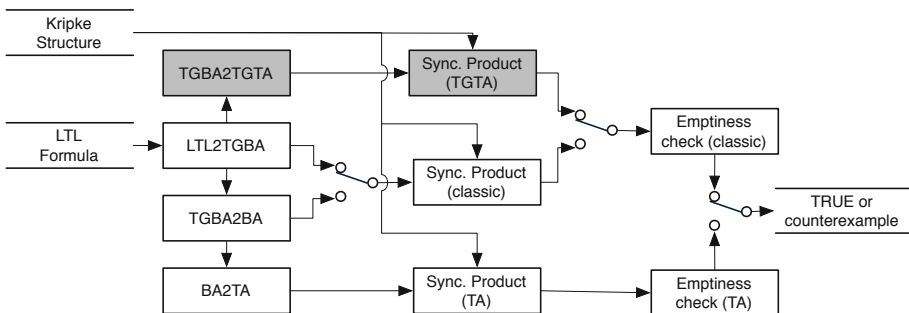 Kripke
Structure
TGBA2TGTA
Sync. Product
(TGTA)
LTL
Formula
LTL2TGBA
Sync. Product
(classic)
Emptiness
check (classic)
TGBA2BA
TRUE or
counterexample
BA2TA
Sync. Product
(TA)
Emptiness
check (TA)